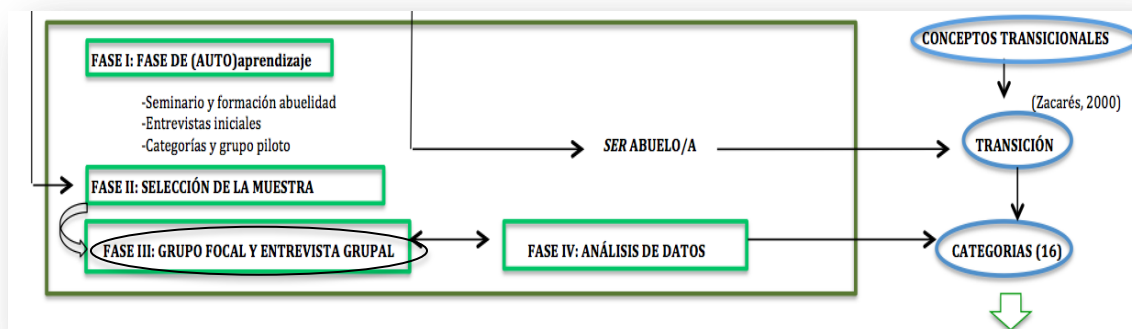 CONCEPTOS TRANSICIONALES
FASE I: FASE DE (AUTO)aprendizaje
-Seminario y formación abuelidad
-Entrevistas iniciales
-Categorías y grupo piloto
(Zacarés, 2000)
SER ABUELO/A
TRANSICIÓN
FASE II: SELECCIÓN DE LA MUESTRA
FASE III: GRUPO FOCAL Y ENTREVISTA GRUPAL
FASE IV: ANÁLISIS DE DATOS
CATEGORIAS (16)